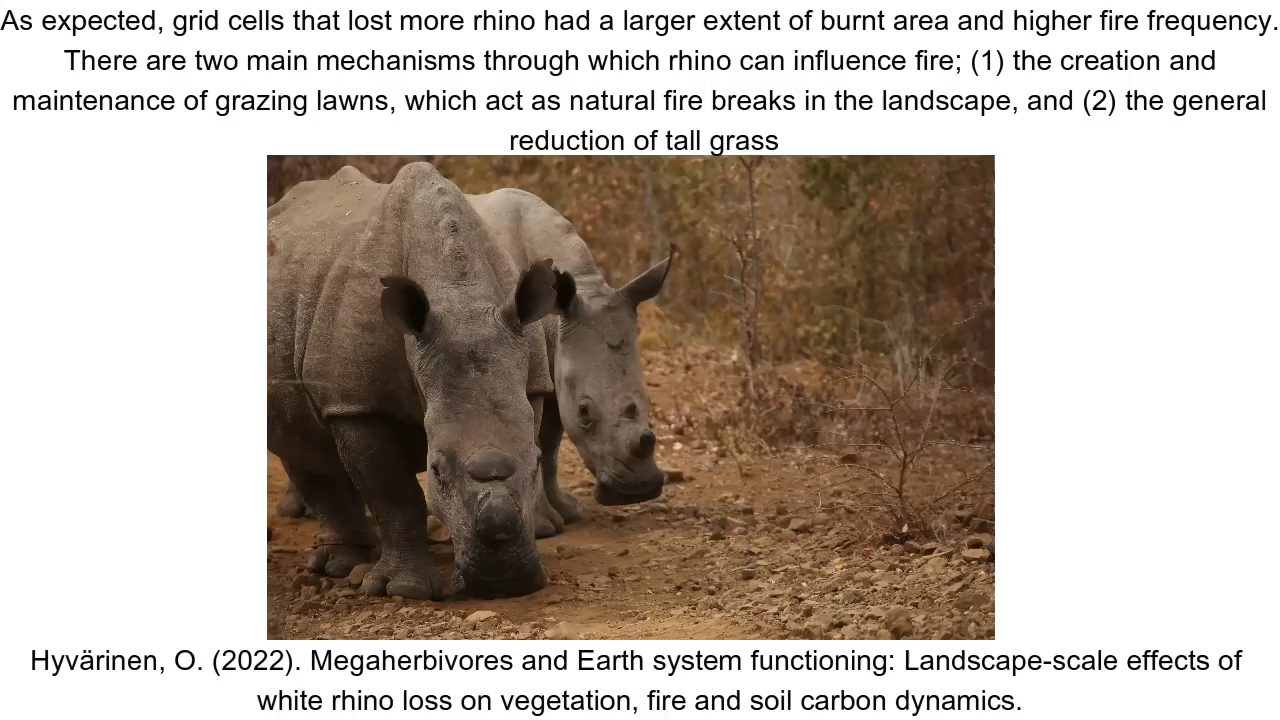 As expected, grid cells that lost more rhino had a larger extent of burnt area and higher fire frequency.
There are two main mechanisms through which rhino can influence fire; (1) the creation and
maintenance of grazing lawns, which act as natural fire breaks in the landscape, and (2) the general
reduction of tall grass
Hyvärinen, O. (2022). Megaherbivores and Earth system functioning: Landscape-scale effects of
white rhino loss on vegetation, fire and soil carbon dynamics.